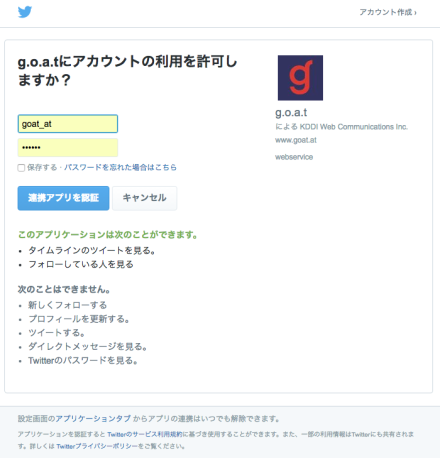 アカウント作成 ›
g.o.a.tにアカウントの利用を許可し
ますか？
g
g.o.a.t
による KDDI Web Communications Inc.
www.goat.at
webservice
goat_at
••••••
保存する · パスワードを忘れた場合はこちら
連携アプリを認証
キャンセル
このアプリケーションは次のことができます。
• タイムラインのツイートを見る。
• フォローしている人を見る
次のことはできません。
• 新しくフォローする
• プロフィールを更新する。
• ツイートする。
• ダイレクトメッセージを見る。
• Twitterのパスワードを見る。
設定画面のアプリケーションタブ からアプリの連携はいつでも解除できます。
アプリケーションを認証すると Twitterのサービス利用規約に基づき使用することができます。また、一部の利用情報はTwitterにも共有されま
す。詳しくは Twitterプライバシーポリシーをご覧ください。